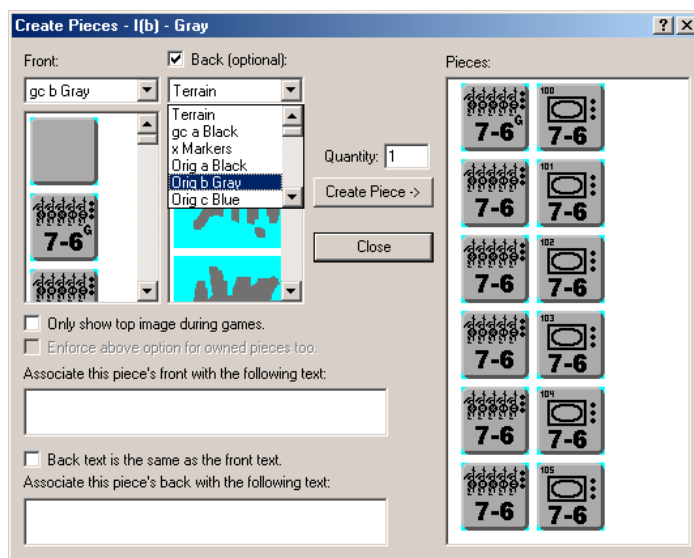 Create Pieces - I(b) - Gray
Front:
Back (optional):
Pieces:
gc b Gray
Terrain
Terrain
gc a Black
x Markers
Orig a Black
Orig b Gray
Orig c Blue
7-6 G
Quantity: 1
Create Piece ->
Close
Only show top image during games.
Enforce above option for owned pieces too.
Associate this piece's front with the following text:
Back text is the same as the front text.
Associate this piece's back with the following text:
7-6 G
100
7-6
7-6
101
7-6
7-6
102
7-6
7-6
103
7-6
7-6
104
7-6
7-6
105
7-6